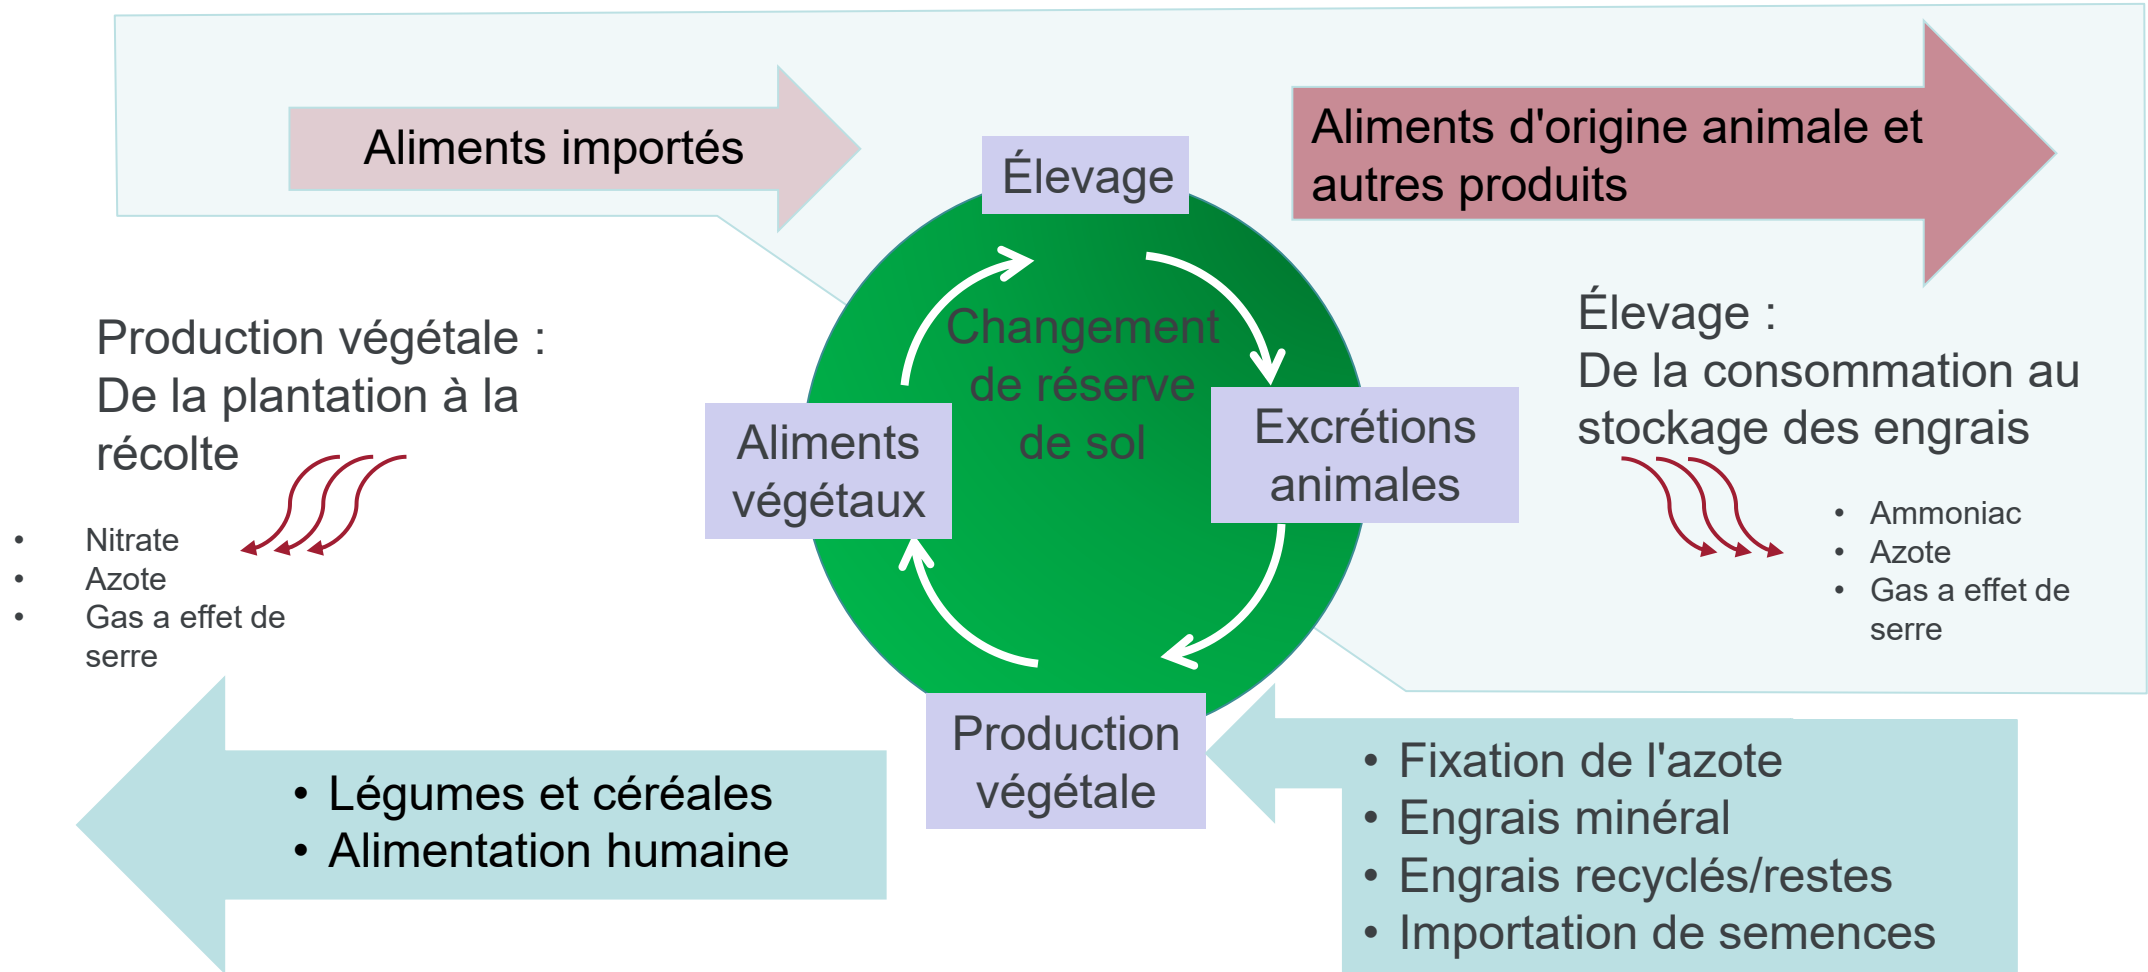 Aliments importés
Aliments d'origine animale et
autres produits
Élevage
Changement
de réserve
de sol
Production végétale :
De la plantation à la
récolte
• Nitrate
• Azote
• Gas a effet de
serre
Aliments
végétaux
Excrétions
animales
Élevage :
De la consommation au
stockage des engrais
• Ammoniac
• Azote
• Gas a effet de
serre
Production
végétale
• Légumes et céréales
• Alimentation humaine
• Fixation de l'azote
• Engrais minéral
• Engrais recyclés/restes
• Importation de semences